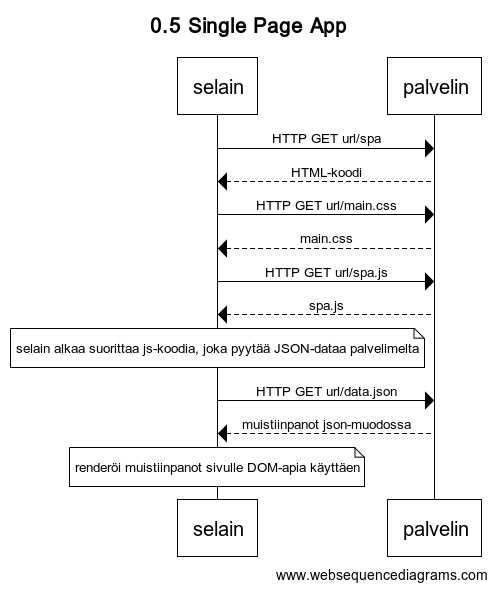 0.5 Single Page App
selain
palvelin
HTTP GET url/spa
HTML-koodi
HTTP GET url/main.css
main.css
HTTP GET url/spa.js
spa.js
selain alkaa suorittaa js-koodia, joka pyytää JSON-dataa palvelimelta
HTTP GET url/data.json
muistiinpanot json-muodossa
renderöi muistiinpanot sivulle DOM-apia käyttäen
selain
palvelin
www.websequencediagrams.com